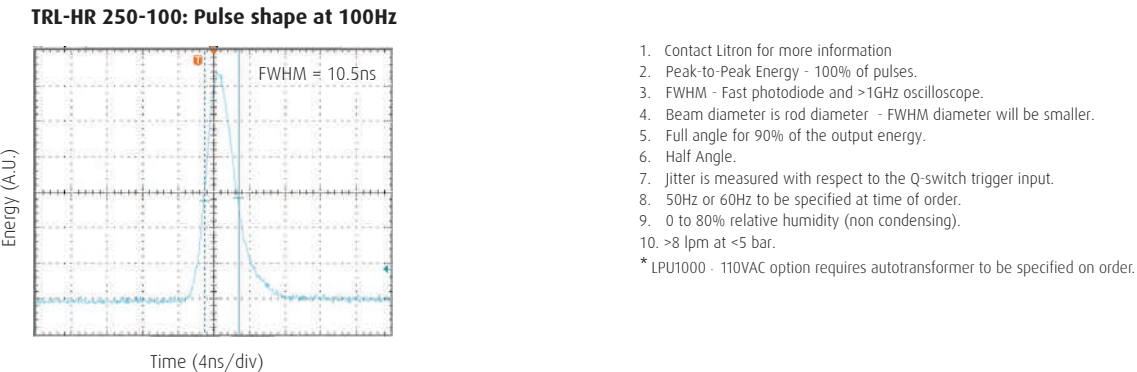 TRL-HR 250-100: Pulse shape at 100Hz
T
FWHM = 10.5ns
Energy (A.U.)
Time (4ns/div)
1. Contact Litron for more information
2. Peak-to-Peak Energy - 100% of pulses.
3. FWHM - Fast photodiode and >1GHz oscilloscope.
4. Beam diameter is rod diameter - FWHM diameter will be smaller.
5. Full angle for 90% of the output energy.
6. Half Angle.
7. Jitter is measured with respect to the Q-switch trigger input.
8. 50Hz or 60Hz to be specified at time of order.
9. 0 to 80% relative humidity (non condensing).
10. >8 lpm at <5 bar.
* LPU1000 - 110VAC option requires autotransformer to be specified on order.